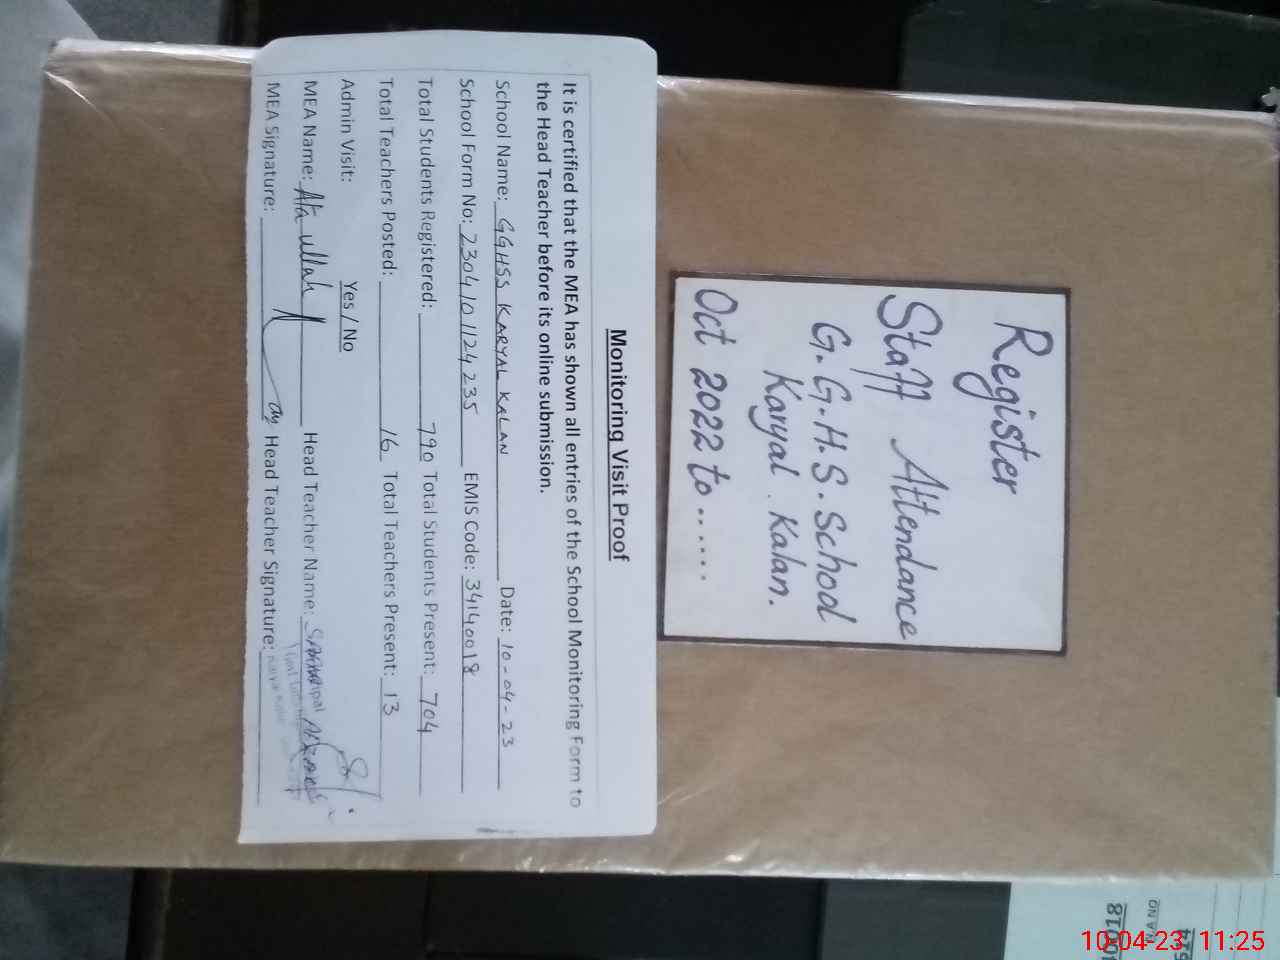 Register
Staff Attendance
G.G.H.S.School
Karyal Kalan.
Oct 2022 to ......
Monitoring Visit Proof
It is certified that the MEA has shown all entries of the School Monitoring Form to
the Head Teacher before its online submission.
School Name: GGHSS KARYAL KALAN Date: 10-04-23
School Form No: 2304101124235 EMIS Code: 34140018
Total Students Registered: 790 Total Students Present: 704
Total Teachers Posted: 16 Total Teachers Present: 13
Admin Visit: Yes / No
MEA Name: Ata ullah Head Teacher Name:
MEA Signature: Head Teacher Signature:
10-04-23, 11:25